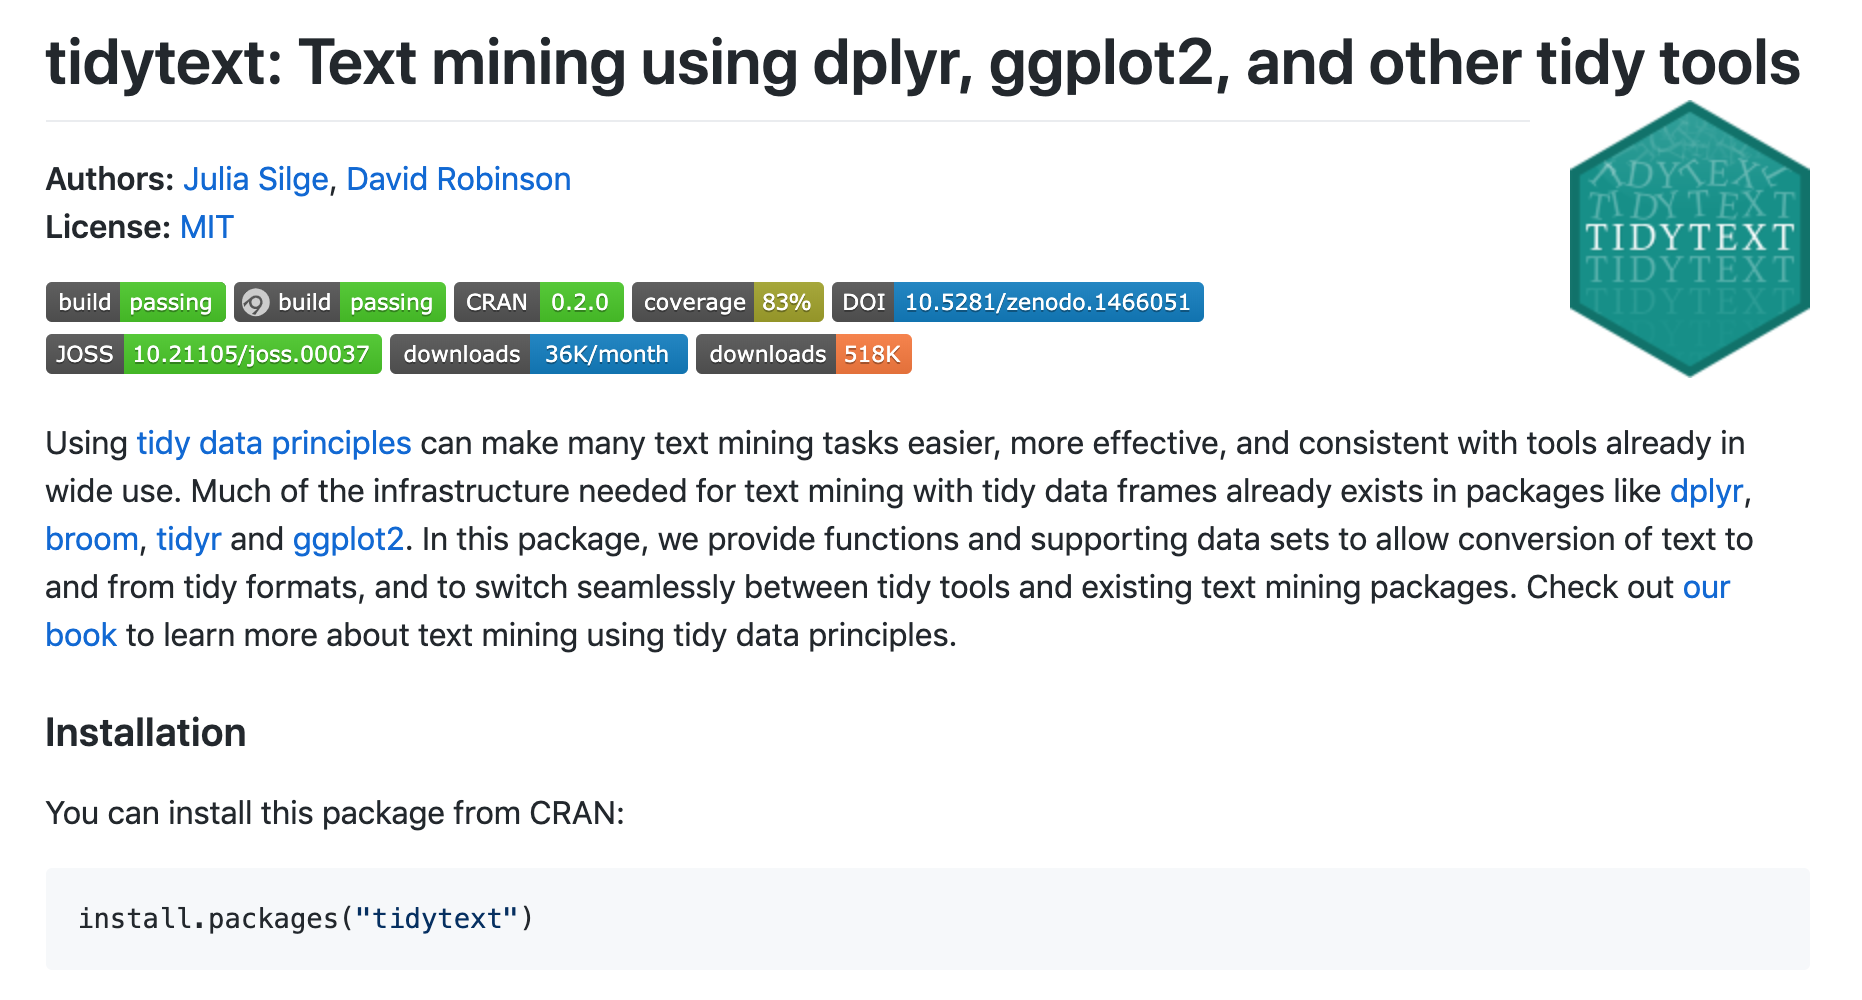 tidytext: Text mining using dplyr, ggplot2, and other tidy tools
Authors: Julia Silge, David Robinson
License: MIT
TIDYTEXT
TIDYTEXT
TIDYTEXT
TIDYTEXT
TIDYTEXT
TIDYTEXT
build passing build passing CRAN 0.2.0 coverage 83% DOI 10.5281/zenodo.1466051
JOSS 10.21105/joss.00037 downloads 36K/month downloads 518K
Using tidy data principles can make many text mining tasks easier, more effective, and consistent with tools already in
wide use. Much of the infrastructure needed for text mining with tidy data frames already exists in packages like dplyr,
broom, tidyr and ggplot2. In this package, we provide functions and supporting data sets to allow conversion of text to
and from tidy formats, and to switch seamlessly between tidy tools and existing text mining packages. Check out our
book to learn more about text mining using tidy data principles.
Installation
You can install this package from CRAN:
install.packages("tidytext")